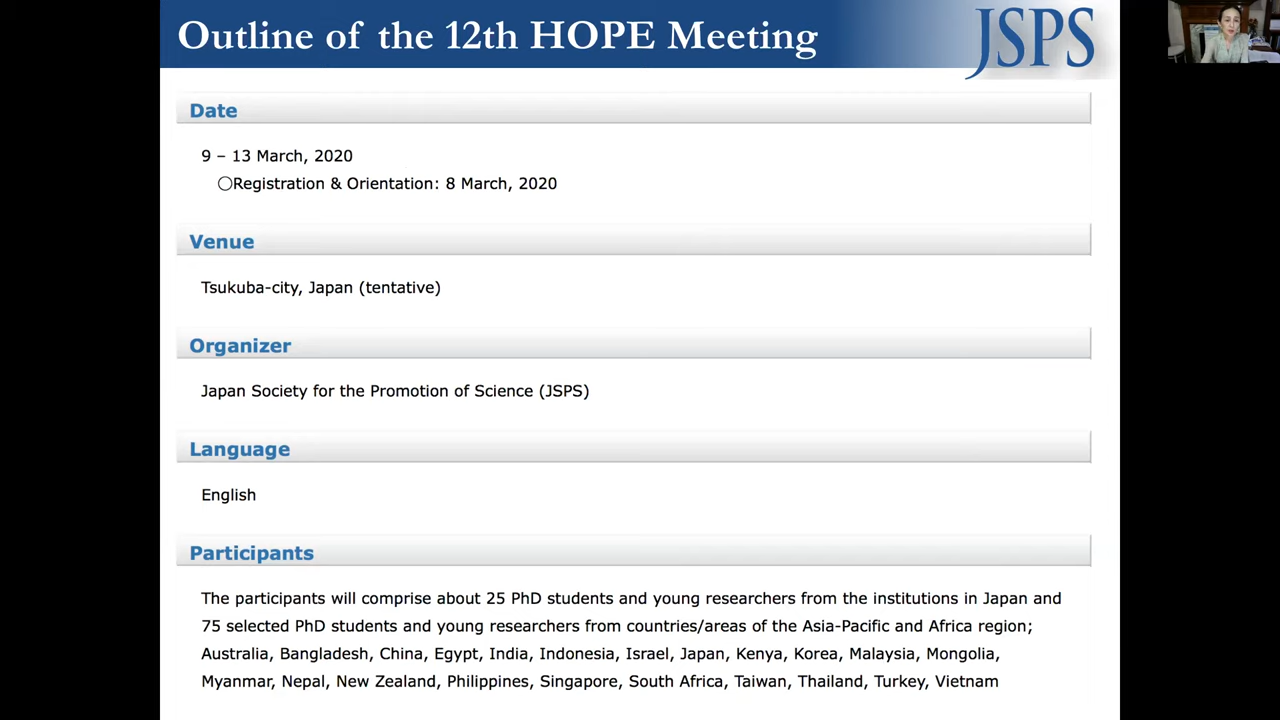 Outline of the 12th HOPE Meeting
JSPS
Date
9 – 13 March, 2020
○Registration & Orientation: 8 March, 2020
Venue
Tsukuba-city, Japan (tentative)
Organizer
Japan Society for the Promotion of Science (JSPS)
Language
English
Participants
The participants will comprise about 25 PhD students and young researchers from the institutions in Japan and
75 selected PhD students and young researchers from countries/areas of the Asia-Pacific and Africa region;
Australia, Bangladesh, China, Egypt, India, Indonesia, Israel, Japan, Kenya, Korea, Malaysia, Mongolia,
Myanmar, Nepal, New Zealand, Philippines, Singapore, South Africa, Taiwan, Thailand, Turkey, Vietnam